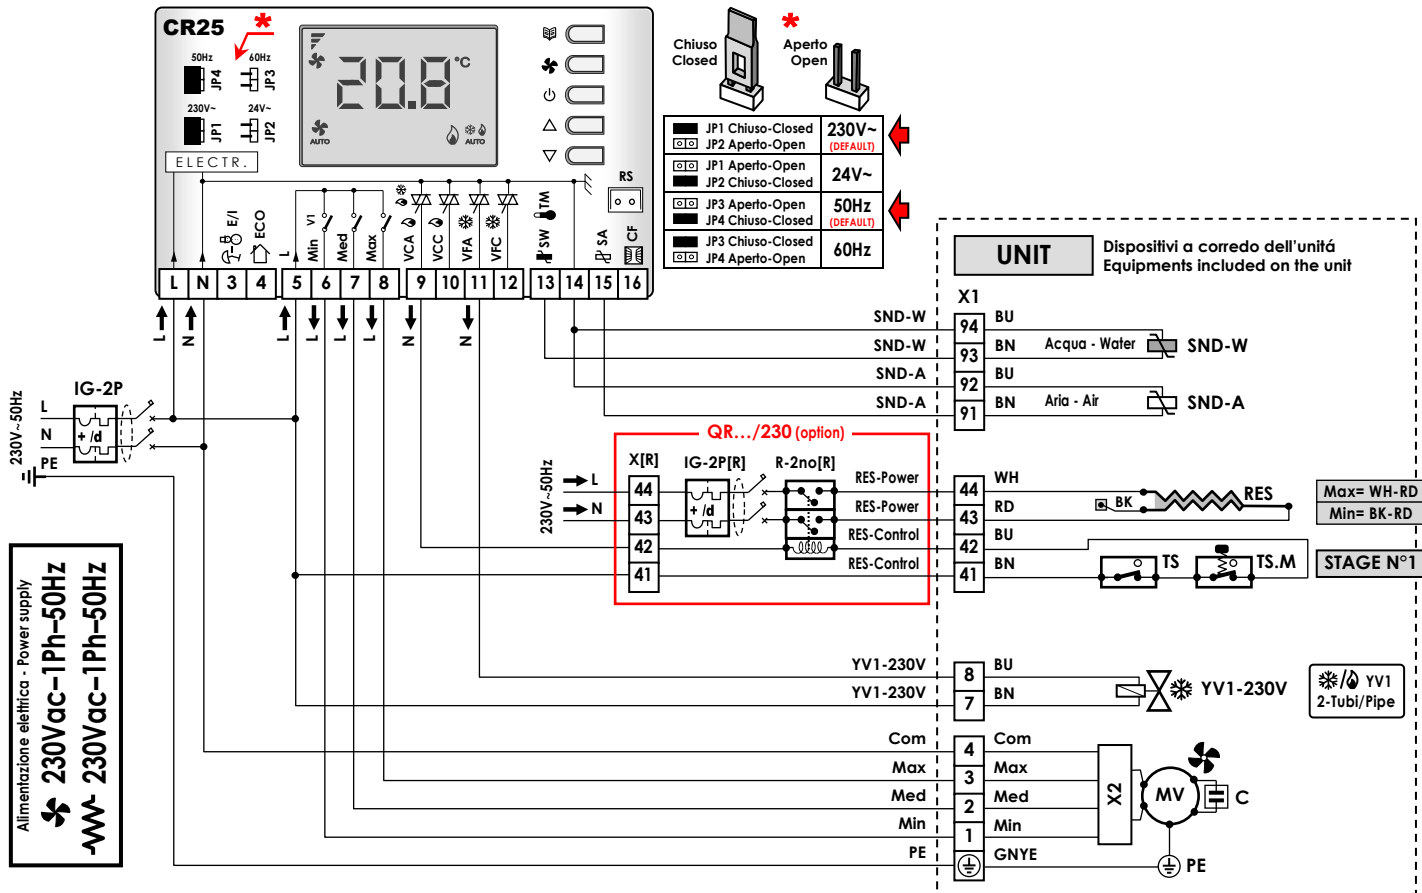 CR25
*
50Hz
60Hz
JP4
JP3
230V~
24V~
JP1
JP2
ELECTR.
20.8 °C
AUTO
AUTO
RS
L
E/I
ECO
L
Min
V1
Med
Max
VCA
VCC
VFA
VFC
SW
TM
SA
CF
L N 3 4 5 6 7 8 9 10 11 12 13 14 15 16
L
N
L
L
L
L
N
N
Chiuso
Closed
*
Aperto
Open
JP1 Chiuso-Closed
JP2 Aperto-Open
230V~
(DEFAULT)
JP1 Aperto-Open
JP2 Chiuso-Closed
24V~
JP3 Aperto-Open
JP4 Chiuso-Closed
50Hz
(DEFAULT)
JP3 Chiuso-Closed
JP4 Aperto-Open
60Hz
UNIT
Dispositivi a corredo dell'unitá
Equipments included on the unit
X1
SND-W 94 BU
SND-W 93 BN
Acqua - Water
SND-W
SND-A 92 BU
SND-A 91 BN
Aria - Air
SND-A
IG-2P
230V~50Hz
L
N
PE
+ /d
QR.../230 (option)
X[R]
IG-2P[R]
R-2no[R]
230V~50Hz
L
N
44
43
42
41
+ /d
RES-Power
RES-Power
RES-Control
RES-Control
44 WH
43 RD
42 BU
41 BN
BK
RES
Max= WH-RD
Min= BK-RD
TS
TS.M
STAGE N°1
YV1-230V 8 BU
YV1-230V 7 BN
YV1-230V
YV1
2-Tubi/Pipe
Com 4 Com
Max 3 Max
Med 2 Med
Min 1 Min
PE GNYE
X2
MV
C
PE
Alimentazione elettrica - Power supply
230Vac-1Ph-50Hz
230Vac-1Ph-50Hz